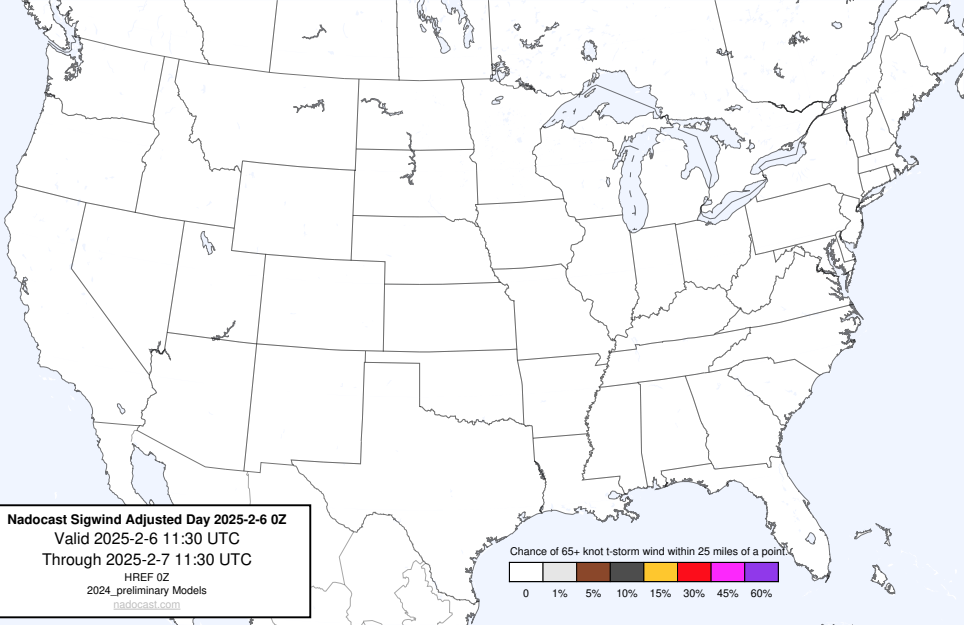 Nadocast Sigwind Adjusted Day 2025-2-6 0Z
Valid 2025-2-6 11:30 UTC
Through 2025-2-7 11:30 UTC
HREF 0Z
2024_preliminary Models
nadocast.com
Chance of 65+ knot t-storm wind within 25 miles of a point.
0 1% 5% 10% 15% 30% 45% 60%